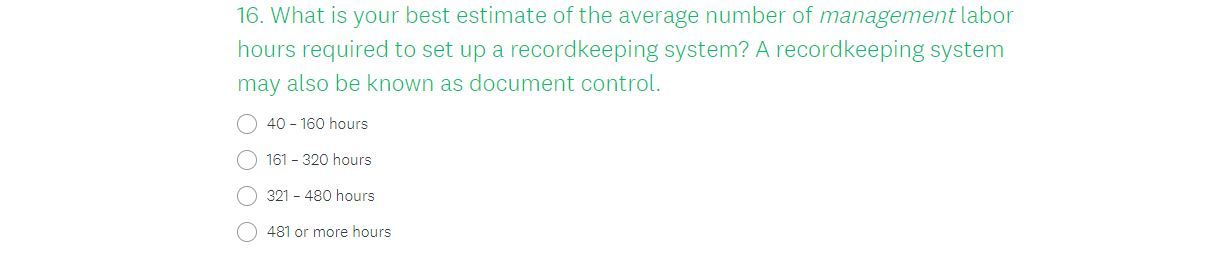 16. What is your best estimate of the average number of management labor
hours required to set up a recordkeeping system? A recordkeeping system
may also be known as document control.
40 - 160 hours
161 - 320 hours
321 - 480 hours
481 or more hours